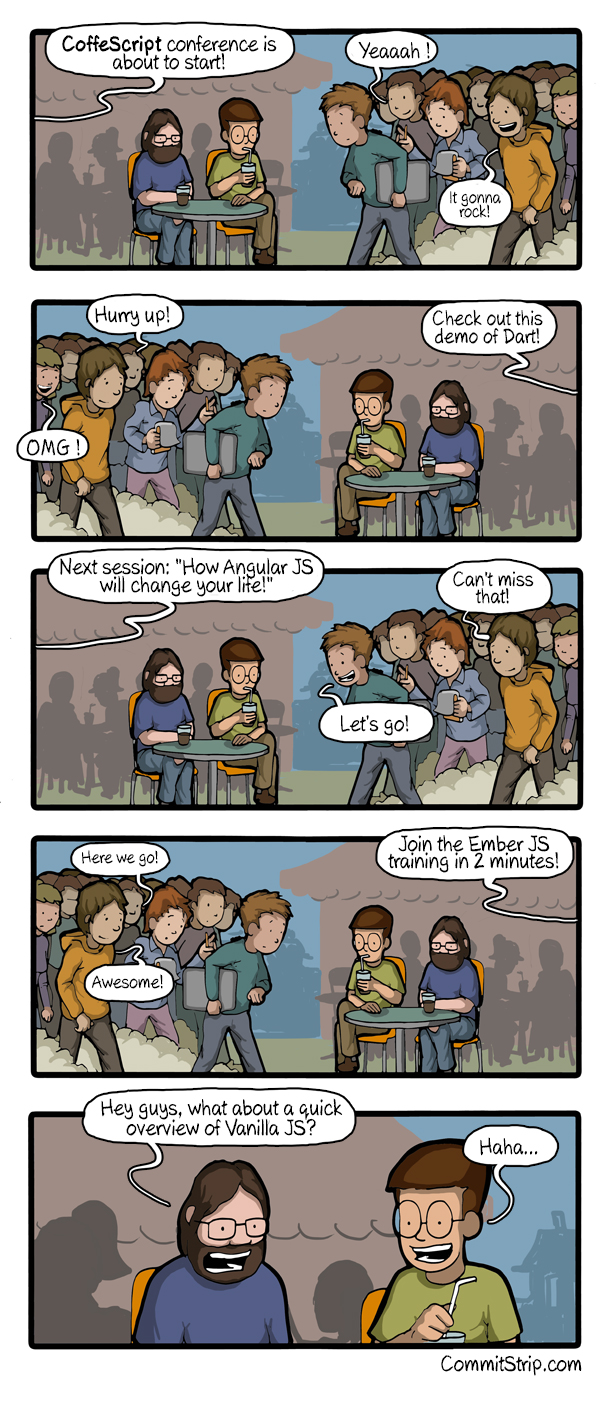 CoffeScript conference is
about to start!
Yeaaah !
It gonna
rock!
Hurry up!
Check out this
demo of Dart!
OMG !
Next session: "How Angular JS
will change your life!"
Can't miss
that!
Let's go!
Here we go!
Join the Ember JS
training in 2 minutes!
Awesome!
Hey guys, what about a quick
overview of Vanilla JS?
Haha...
CommitStrip.com